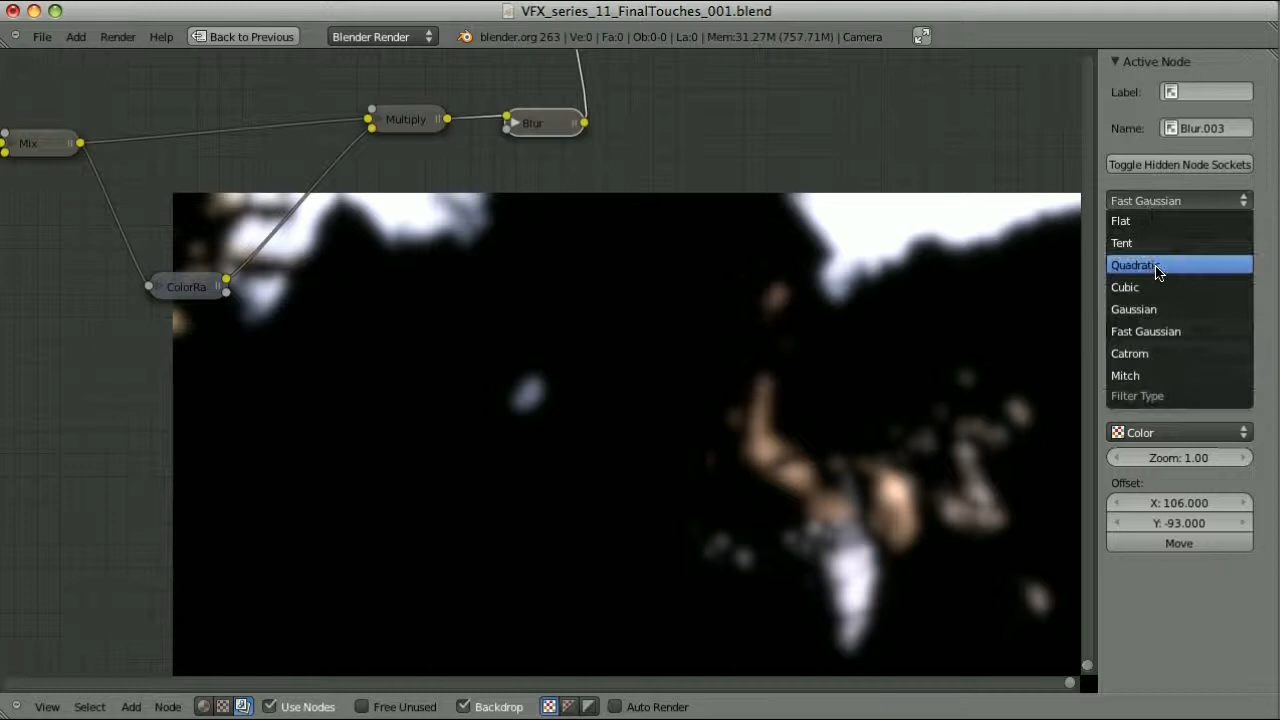 VFX_series_11_FinalTouches_001.blend
File Add Render Help Back to Previous Blender Render blender.org 263 | Ve:0 | Fa:0 | Ob:0-0 | La:0 | Mem:31.27M (757.71M) | Camera
Active Node
Label:
Name: Blur.003
Toggle Hidden Node Sockets
Fast Gaussian
Flat
Tent
Quadratic
Cubic
Gaussian
Fast Gaussian
Catrom
Mitch
Filter Type
Color
Zoom: 1.00
Offset:
X: 106.000
Y: -93.000
Move
Mix
Multiply
Blur
ColorRa
View Select Add Node Use Nodes Free Unused Backdrop Auto Render